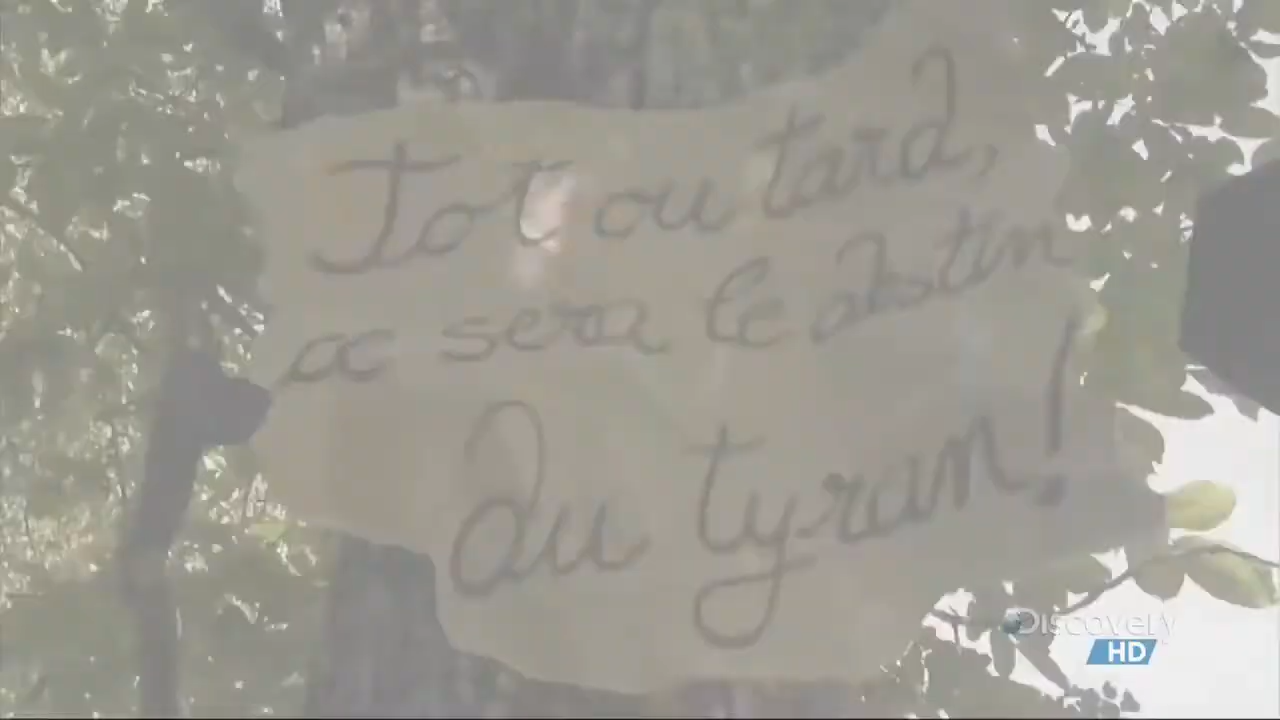 Tot ou tard,
ce sera le destin
du tyran!
Discovery
HD